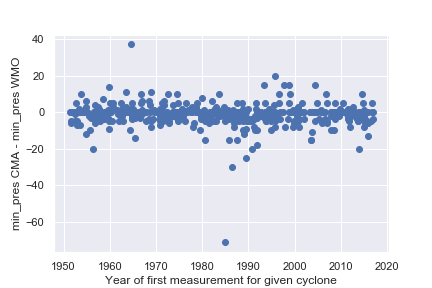 40
20
0
−20
−40
−60
min_pres CMA - min_pres WMO
1950 1960 1970 1980 1990 2000 2010 2020
Year of first measurement for given cyclone